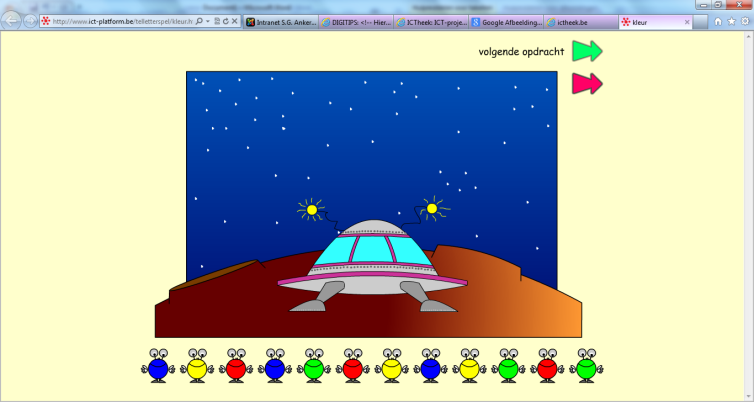 http://www.ict-platform.be/telletterspel/kleur.h
Intranet S.G. Anker...
DIGITIPS: <!-- Hier...
ICTheek: ICT-proje...
Google Afbeelding...
ictheek.be
kleur
volgende opdracht